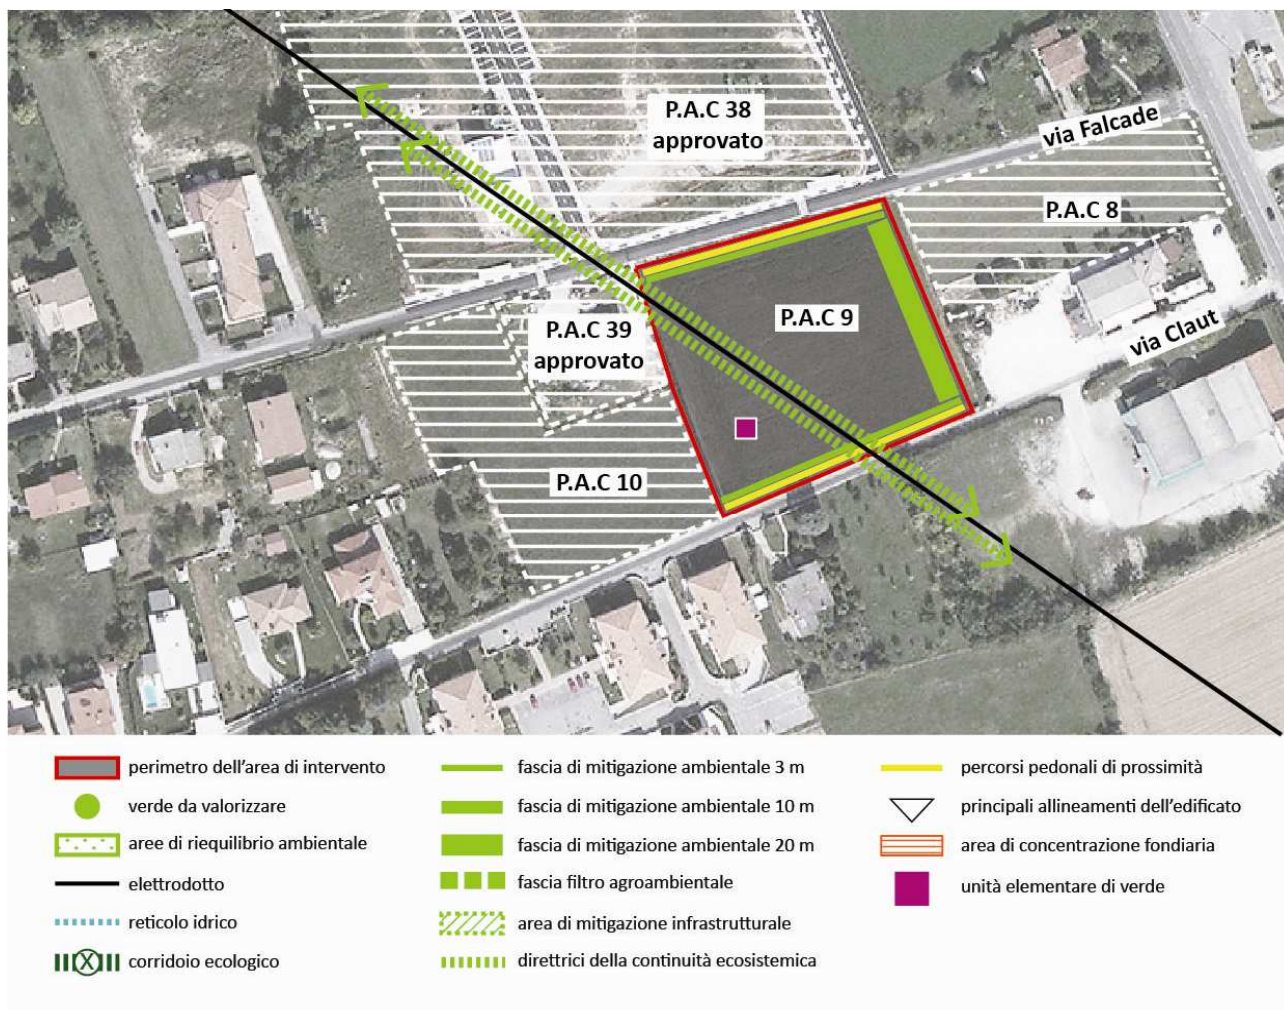 P.A.C 38
approvato
via Falcade
P.A.C 8
P.A.C 9
P.A.C 39
approvato
via Claut
P.A.C 10
perimetro dell'area di intervento
verde da valorizzare
aree di riequilibrio ambientale
elettrodotto
reticolo idrico
X
corridoio ecologico
fascia di mitigazione ambientale 3 m
fascia di mitigazione ambientale 10 m
fascia di mitigazione ambientale 20 m
fascia filtro agroambientale
area di mitigazione infrastrutturale
direttrici della continuità ecosistemica
percorsi pedonali di prossimità
principali allineamenti dell'edificato
area di concentrazione fondiaria
unità elementare di verde